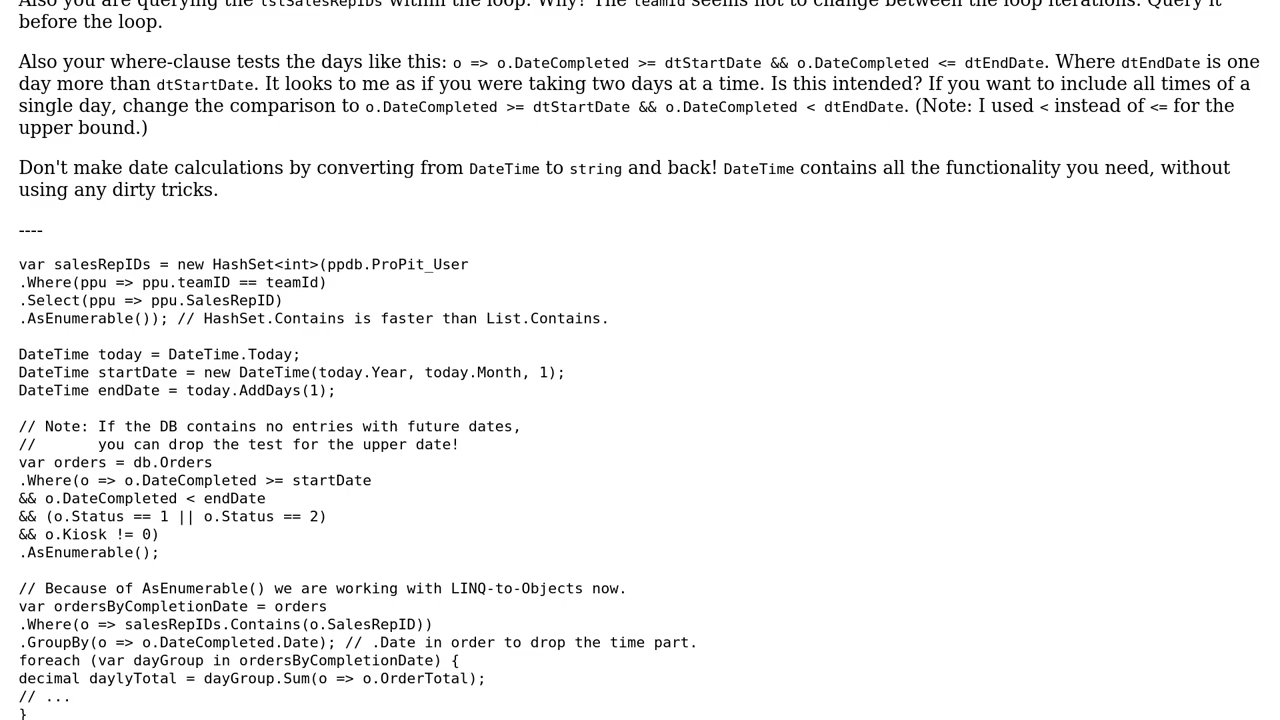 Also you are querying the lstSalesRepIDs within the loop. Why? The teamId seems not to change between the loop iterations. Query it
before the loop.
Also your where-clause tests the days like this: o => o.DateCompleted >= dtStartDate && o.DateCompleted <= dtEndDate. Where dtEndDate is one
day more than dtStartDate. It looks to me as if you were taking two days at a time. Is this intended? If you want to include all times of a
single day, change the comparison to o.DateCompleted >= dtStartDate && o.DateCompleted < dtEndDate. (Note: I used < instead of <= for the
upper bound.)
Don't make date calculations by converting from DateTime to string and back! DateTime contains all the functionality you need, without
using any dirty tricks.
----
var salesRepIDs = new HashSet<int>(ppdb.ProPit_User
.Where(ppu => ppu.teamID == teamId)
.Select(ppu => ppu.SalesRepID)
.AsEnumerable()); // HashSet.Contains is faster than List.Contains.
DateTime today = DateTime.Today;
DateTime startDate = new DateTime(today.Year, today.Month, 1);
DateTime endDate = today.AddDays(1);
// Note: If the DB contains no entries with future dates,
//       you can drop the test for the upper date!
var orders = db.Orders
.Where(o => o.DateCompleted >= startDate
&& o.DateCompleted < endDate
&& (o.Status == 1 || o.Status == 2)
&& o.Kiosk != 0)
.AsEnumerable();
// Because of AsEnumerable() we are working with LINQ-to-Objects now.
var ordersByCompletionDate = orders
.Where(o => salesRepIDs.Contains(o.SalesRepID))
.GroupBy(o => o.DateCompleted.Date); // .Date in order to drop the time part.
foreach (var dayGroup in ordersByCompletionDate) {
decimal daylyTotal = dayGroup.Sum(o => o.OrderTotal);
// ...
}